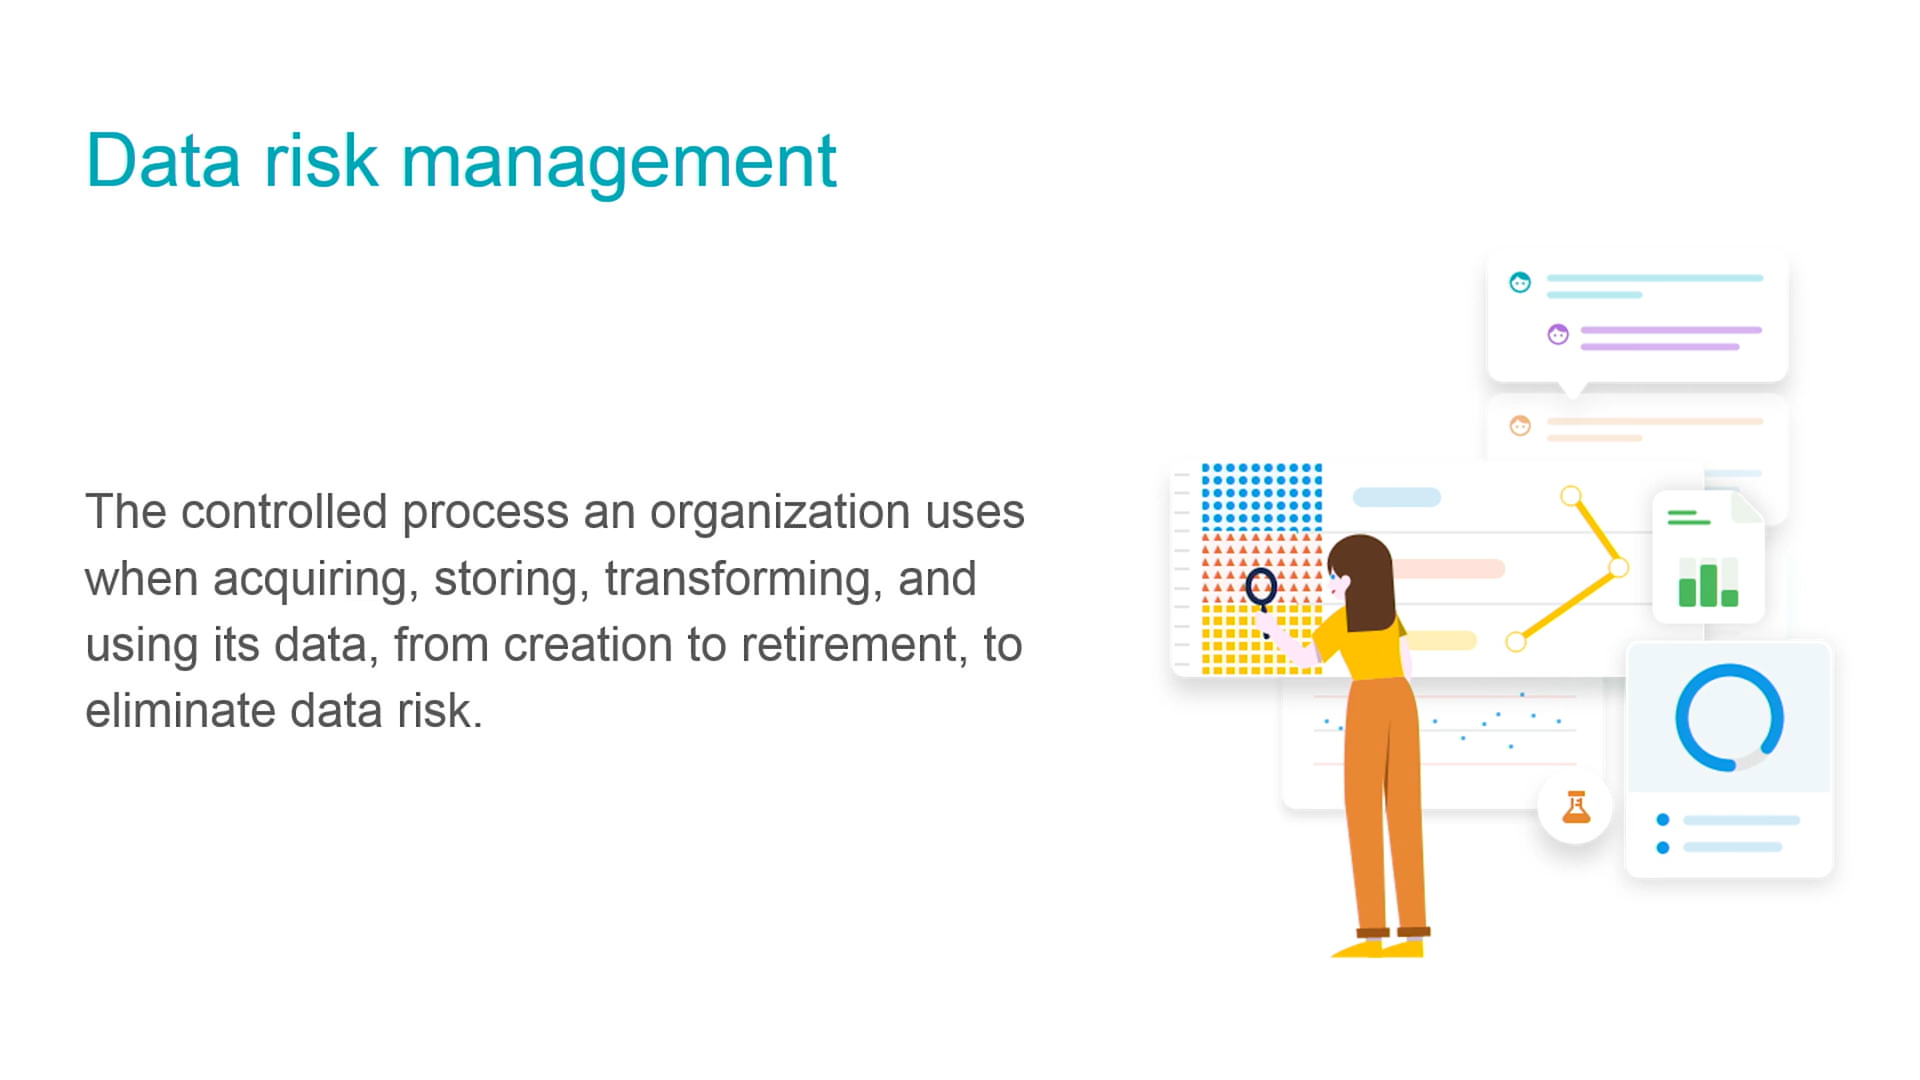 Data risk management
The controlled process an organization uses
when acquiring, storing, transforming, and
using its data, from creation to retirement, to
eliminate data risk.